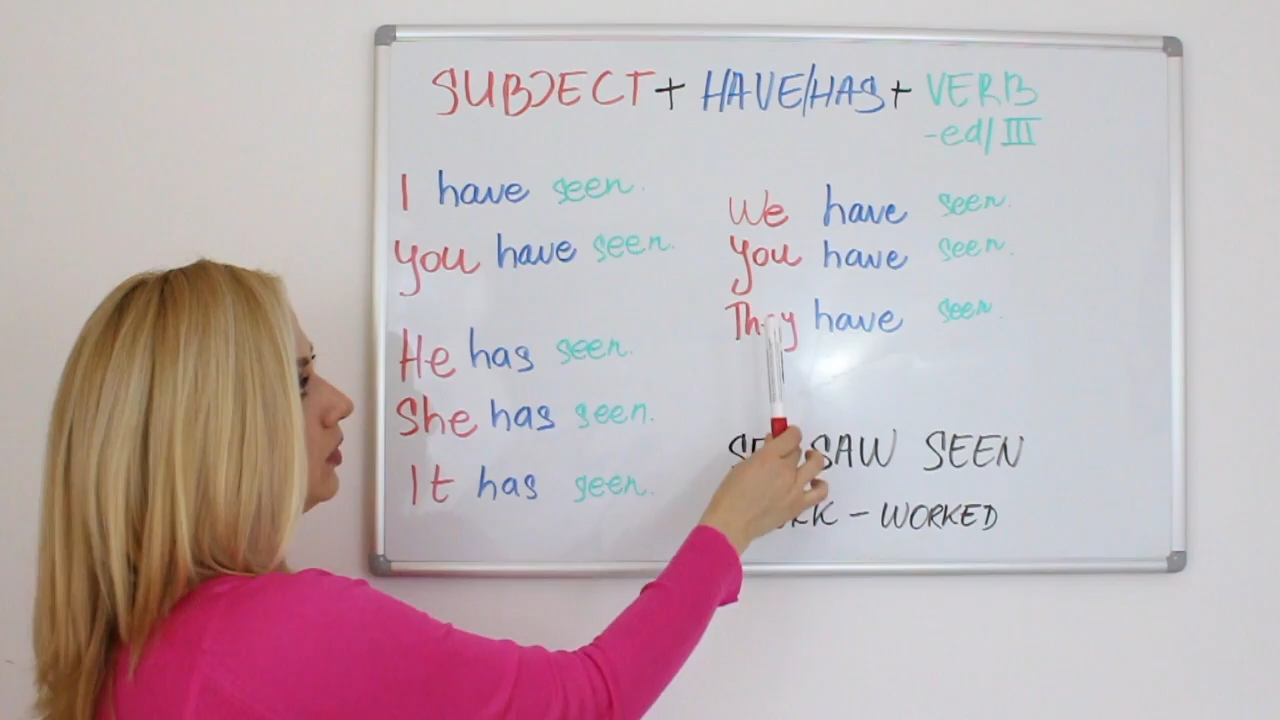 SUBJECT + HAVE/HAS + VERB
-ed/III
I have seen.
you have seen.
He has seen.
She has seen.
It has seen.
We have seen.
you have seen.
They have seen.
SAW SEEN
- WORKED